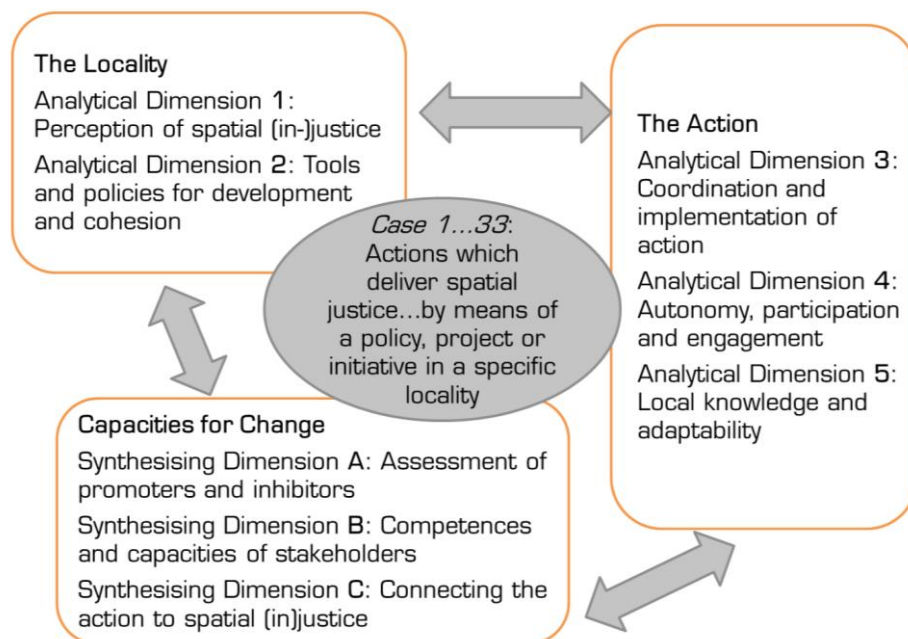 The Locality
Analytical Dimension 1:
Perception of spatial (in-)justice
Analytical Dimension 2: Tools
and policies for development
and cohesion
Case 1...33:
Actions which
deliver spatial
justice...by means of
a policy, project or
initiative in a specific
locality
The Action
Analytical Dimension 3:
Coordination and
implementation of
action
Analytical Dimension 4:
Autonomy, participation
and engagement
Analytical Dimension 5:
Local knowledge and
adaptability
Capacities for Change
Synthesising Dimension A: Assessment of
promoters and inhibitors
Synthesising Dimension B: Competences
and capacities of stakeholders
Synthesising Dimension C: Connecting the
action to spatial (in)justice